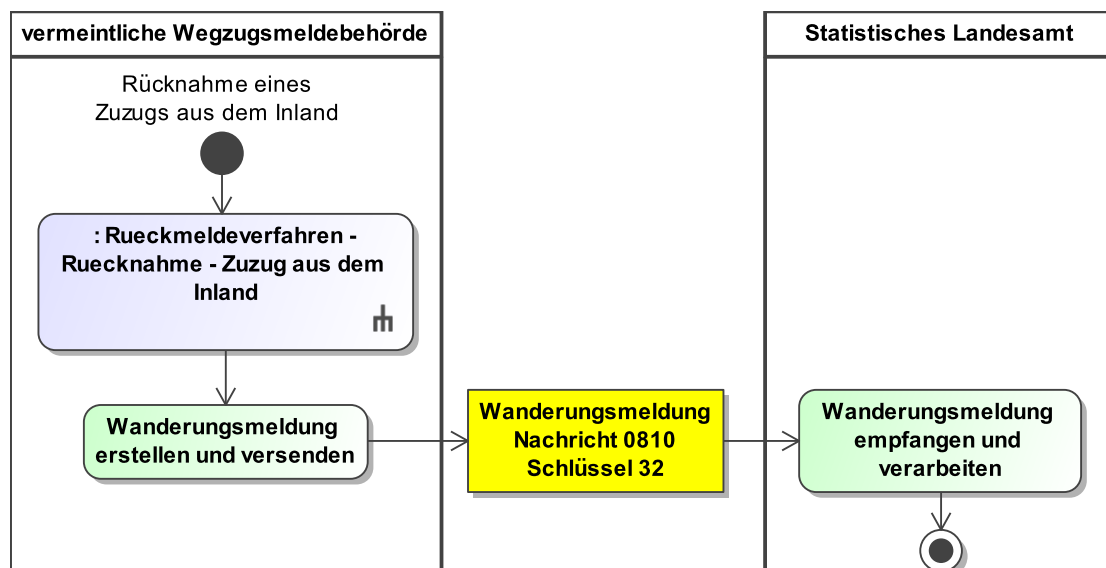 vermeintliche Wegzugsmeldebehörde
Statistisches Landesamt
Rücknahme eines
Zuzugs aus dem Inland
: Rueckmeldeverfahren -
Ruecknahme - Zuzug aus dem
Inland
Wanderungsmeldung
erstellen und versenden
Wanderungsmeldung
Nachricht 0810
Schlüssel 32
Wanderungsmeldung
empfangen und
verarbeiten